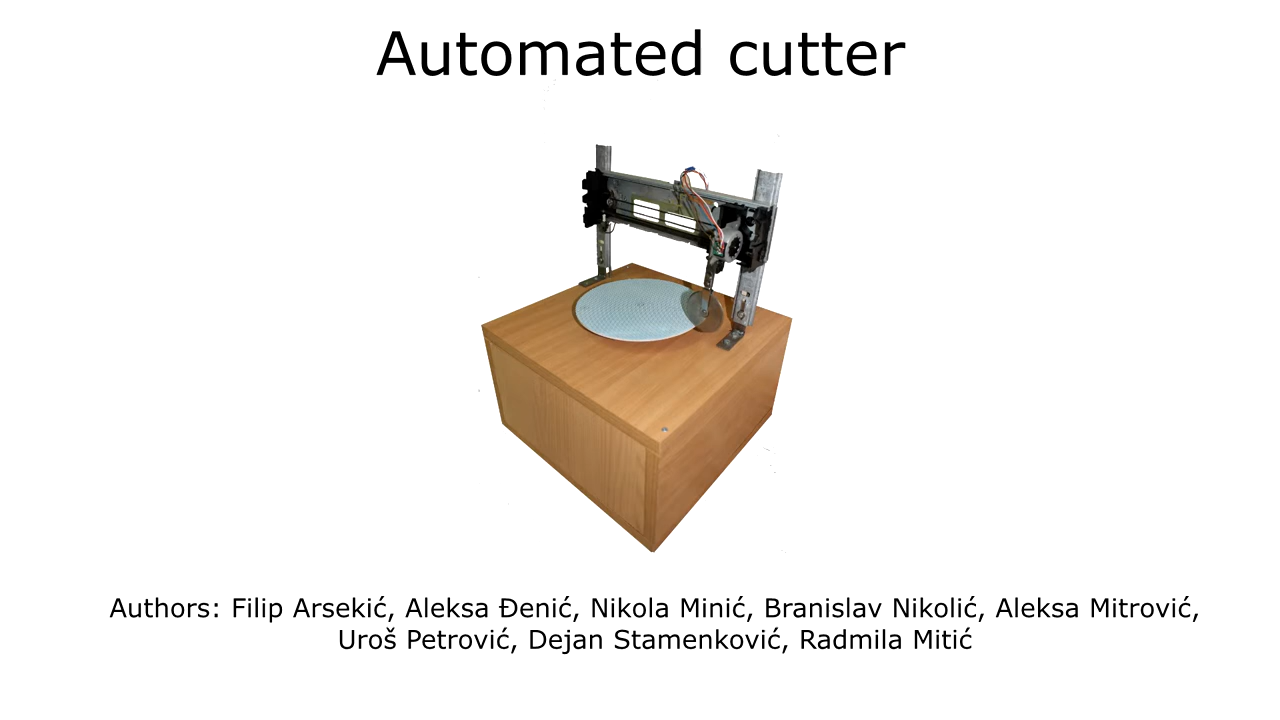 Automated cutter
Authors: Filip Arsekić, Aleksa Đenić, Nikola Minić, Branislav Nikolić, Aleksa Mitrović,
Uroš Petrović, Dejan Stamenković, Radmila Mitić